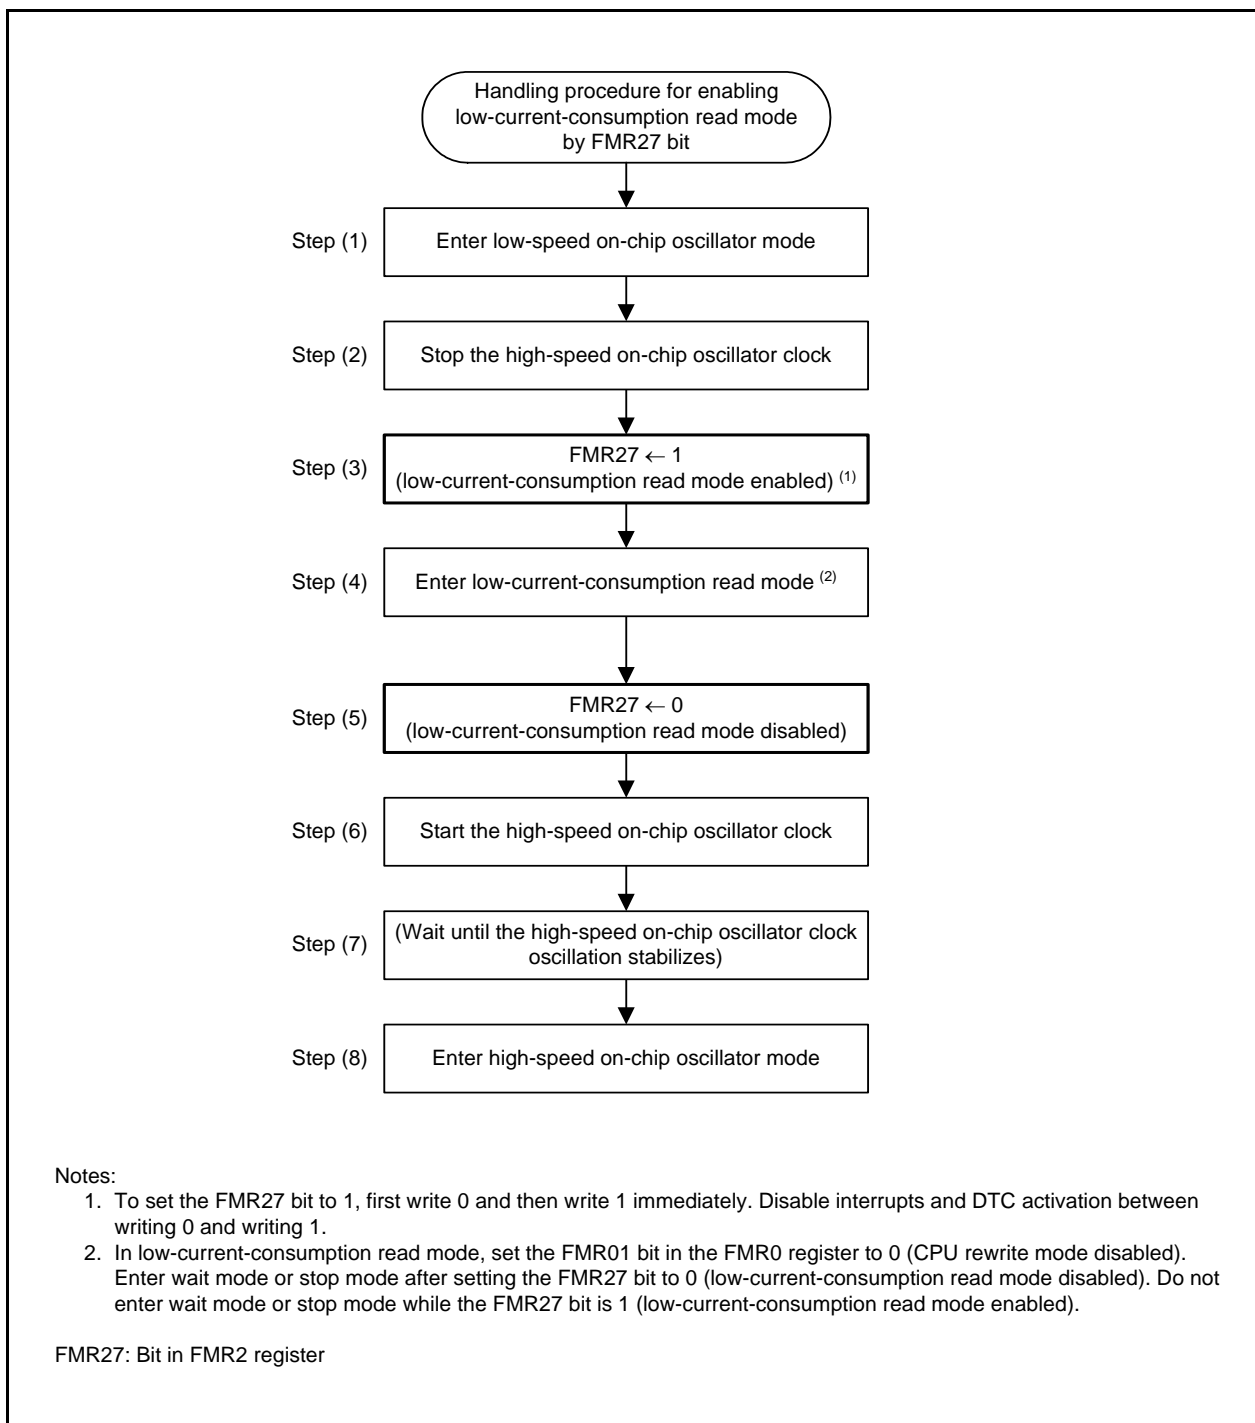 Handling procedure for enabling
low-current-consumption read mode
by FMR27 bit
Step (1)
Enter low-speed on-chip oscillator mode
Step (2)
Stop the high-speed on-chip oscillator clock
Step (3)
FMR27 ← 1
(low-current-consumption read mode enabled) (1)
Step (4)
Enter low-current-consumption read mode (2)
Step (5)
FMR27 ← 0
(low-current-consumption read mode disabled)
Step (6)
Start the high-speed on-chip oscillator clock
Step (7)
(Wait until the high-speed on-chip oscillator clock
oscillation stabilizes)
Step (8)
Enter high-speed on-chip oscillator mode
Notes:
1. To set the FMR27 bit to 1, first write 0 and then write 1 immediately. Disable interrupts and DTC activation between
writing 0 and writing 1.
2. In low-current-consumption read mode, set the FMR01 bit in the FMR0 register to 0 (CPU rewrite mode disabled).
Enter wait mode or stop mode after setting the FMR27 bit to 0 (low-current-consumption read mode disabled). Do not
enter wait mode or stop mode while the FMR27 bit is 1 (low-current-consumption read mode enabled).
FMR27: Bit in FMR2 register